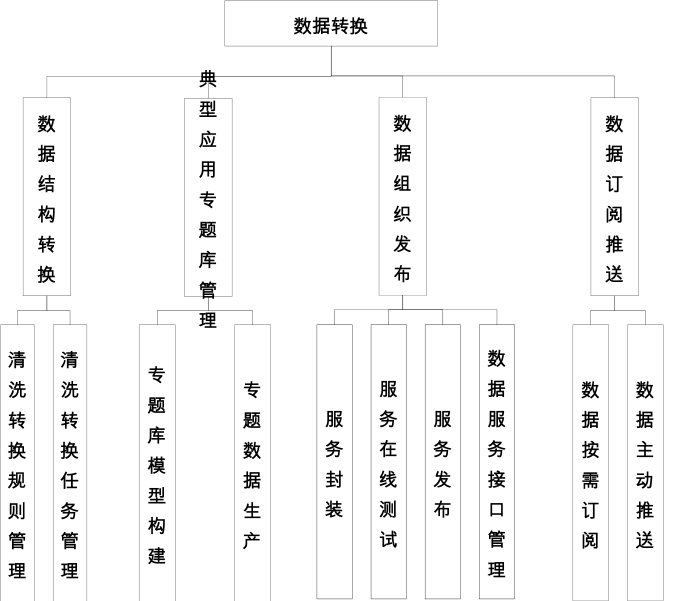 数据转换
数据结构转换
典型应用专题库管理
数据组织发布
数据订阅推送
清洗转换规则管理
清洗转换任务管理
专题库模型构建
专题数据生产
服务封装
服务在线测试
服务发布
数据服务接口管理
数据按需订阅
数据主动推送